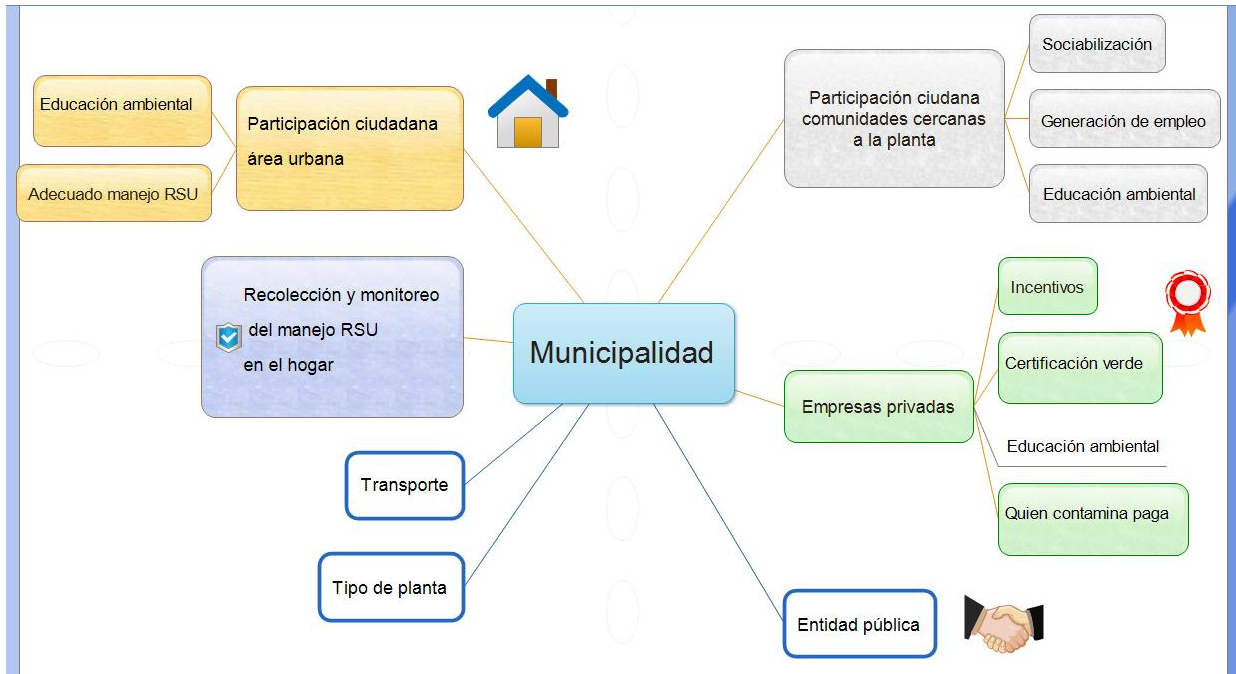 Educación ambiental
Adecuado manejo RSU
Participación ciudadana
área urbana
Recolección y monitoreo
del manejo RSU
en el hogar
Transporte
Tipo de planta
Municipalidad
Participación ciudana
comunidades cercanas
a la planta
Sociabilización
Generación de empleo
Educación ambiental
Empresas privadas
Incentivos
Certificación verde
Educación ambiental
Quien contamina paga
Entidad pública